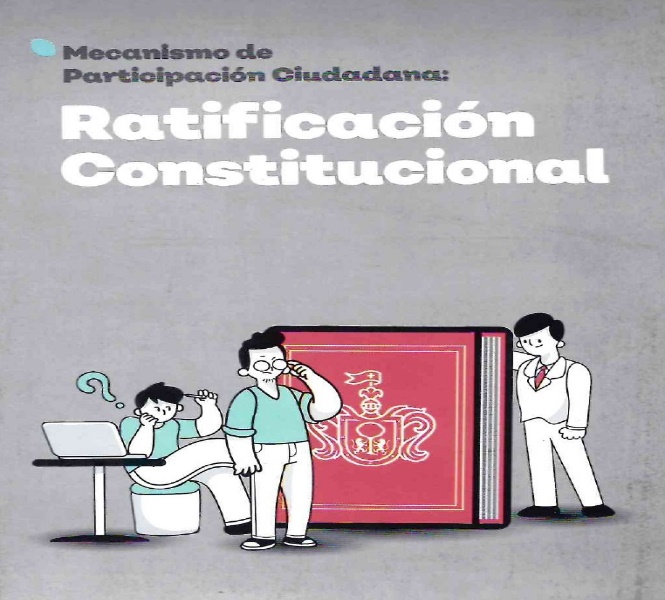 Mecanismo de
Participación Ciudadana:
Ratificación
Constitucional